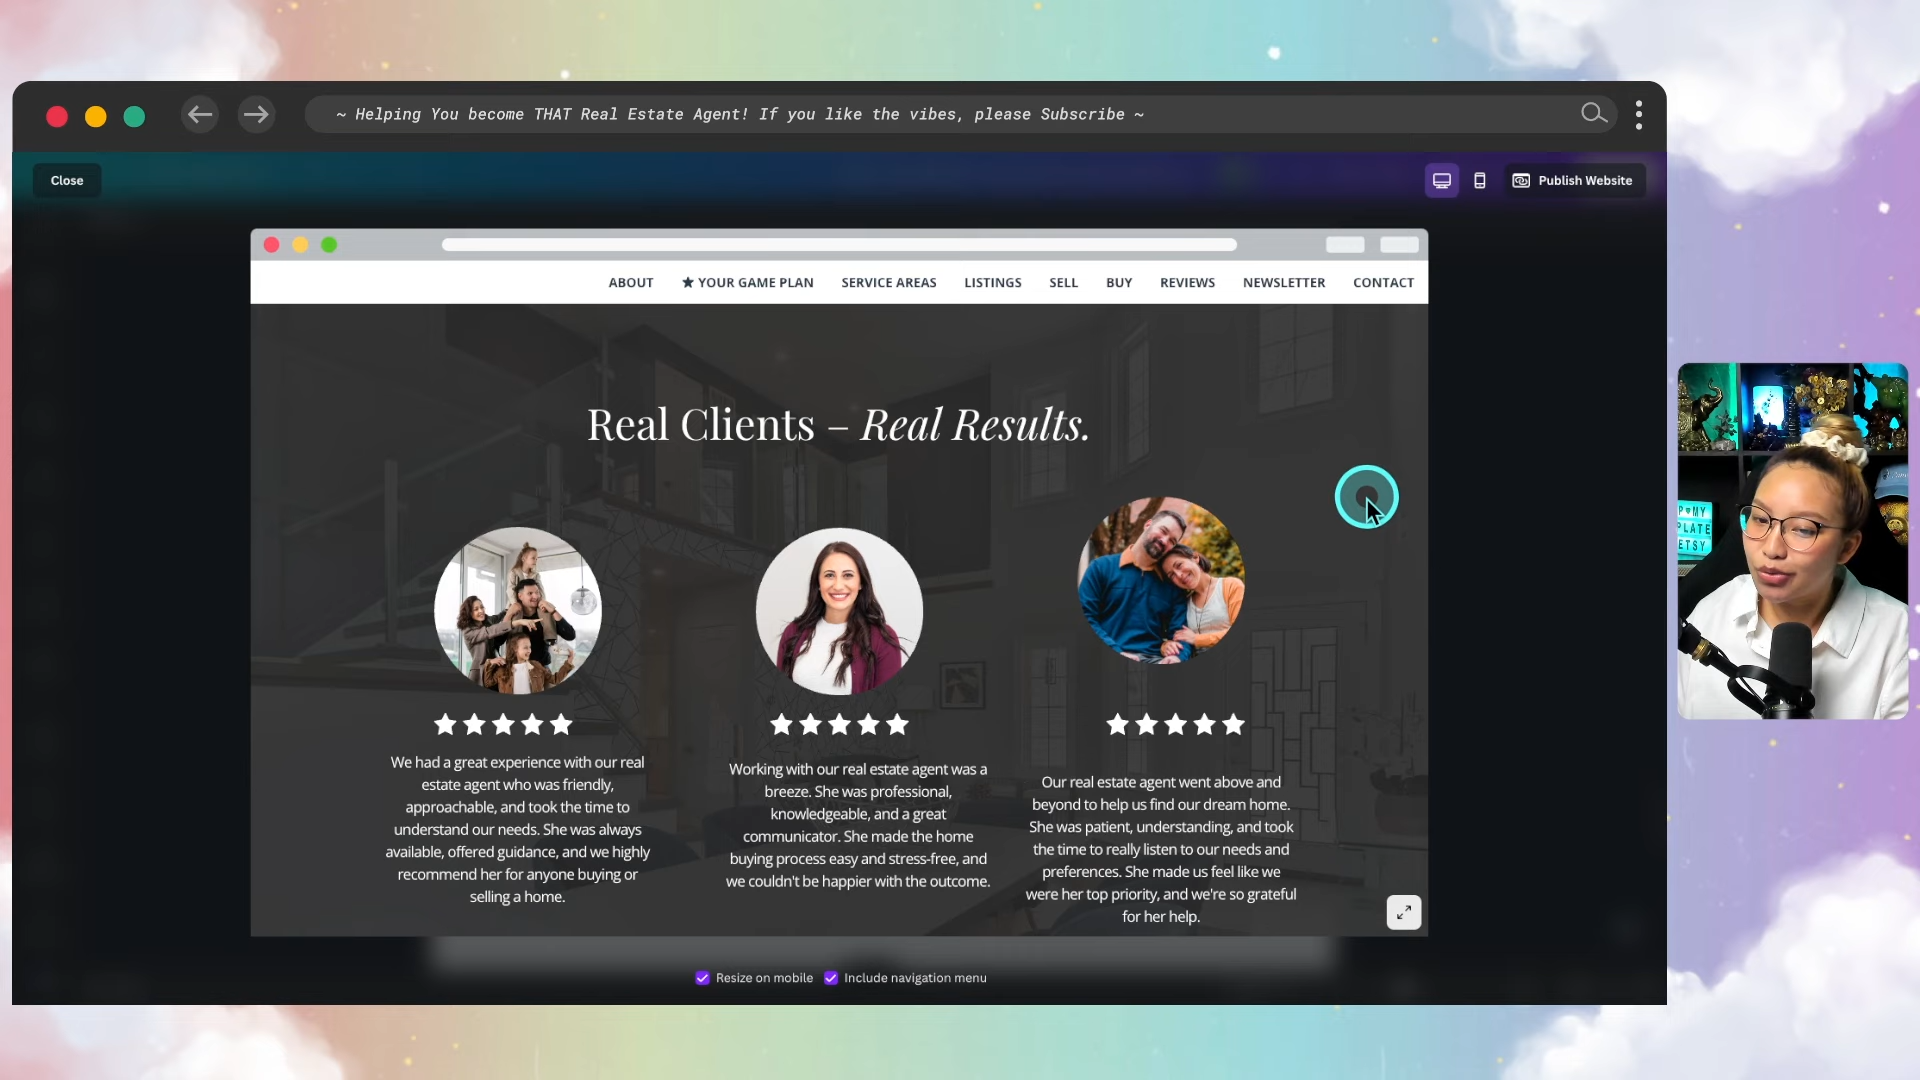 ~ Helping You become THAT Real Estate Agent! If you like the vibes, please Subscribe ~
Close
Publish Website
ABOUT ★ YOUR GAME PLAN SERVICE AREAS LISTINGS SELL BUY REVIEWS NEWSLETTER CONTACT
Real Clients – Real Results.
We had a great experience with our real
estate agent who was friendly,
approachable, and took the time to
understand our needs. She was always
available, offered guidance, and we highly
recommend her for anyone buying or
selling a home.
Working with our real estate agent was a
breeze. She was professional,
knowledgeable, and a great
communicator. She made the home
buying process easy and stress-free, and
we couldn't be happier with the outcome.
Our real estate agent went above and
beyond to help us find our dream home.
She was patient, understanding, and took
the time to really listen to our needs and
preferences. She made us feel like we
were her top priority, and we're so grateful
for her help.
Resize on mobile Include navigation menu
MY
PLATE
ETSY